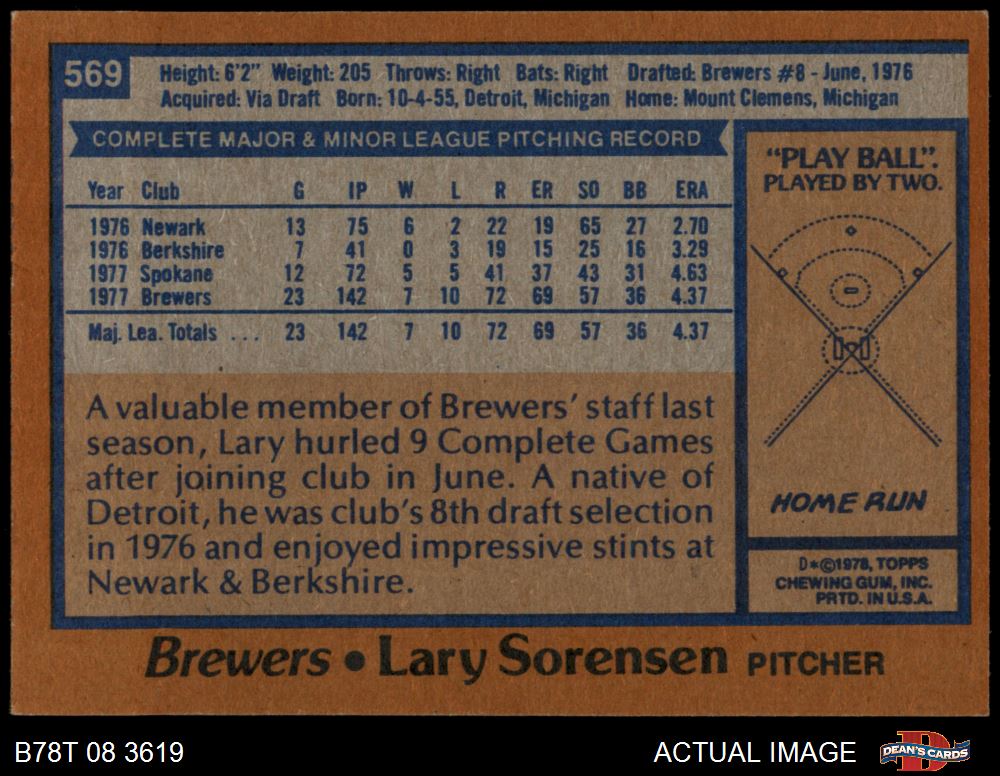 569
Height: 6'2" Weight: 205 Throws: Right Bats: Right Drafted: Brewers #8 - June, 1976
Acquired: Via Draft Born: 10-4-55, Detroit, Michigan Home: Mount Clemens, Michigan
COMPLETE MAJOR & MINOR LEAGUE PITCHING RECORD
Year Club G IP W L R ER SO BB ERA
1976 Newark 13 75 6 2 22 19 65 27 2.70
1976 Berkshire 7 41 0 3 19 15 25 16 3.29
1977 Spokane 12 72 5 5 41 37 43 31 4.63
1977 Brewers 23 142 7 10 72 69 57 36 4.37
Maj. Lea. Totals ... 23 142 7 10 72 69 57 36 4.37
A valuable member of Brewers' staff last
season, Lary hurled 9 Complete Games
after joining club in June. A native of
Detroit, he was club's 8th draft selection
in 1976 and enjoyed impressive stints at
Newark & Berkshire.
"PLAY BALL".
PLAYED BY TWO.
HOME RUN
D*©1978, TOPPS
CHEWING GUM, INC.
PRTD. IN U.S.A.
Brewers • Lary Sorensen PITCHER
B78T 08 3619
ACTUAL IMAGE
D
DEAN'S CARDS